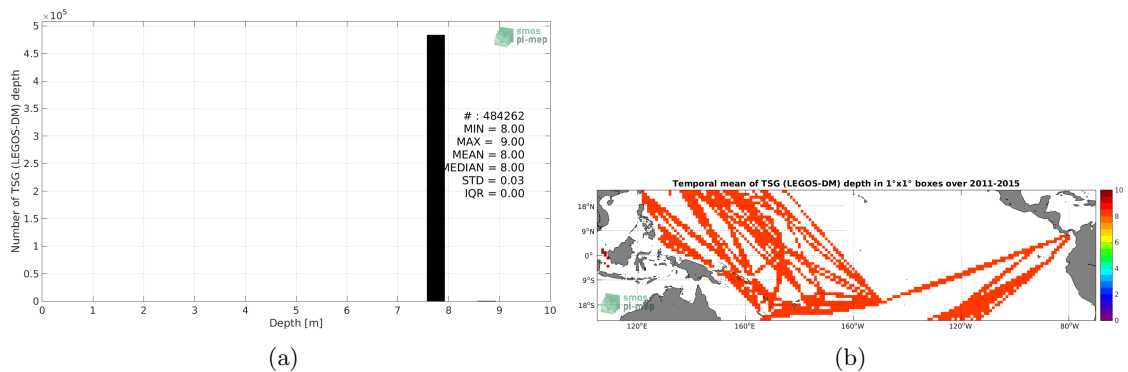 ×10^5
5
4.5
4
3.5
3
2.5
2
1.5
1
0.5
0
0 1 2 3 4 5 6 7 8 9 10
Number of TSG (LEGOS-DM) depth
Depth [m]
smos
pi-mep
# : 484262
MIN = 8.00
MAX = 9.00
MEAN = 8.00
MEDIAN = 8.00
STD = 0.03
IQR = 0.00
(a)
Temporal mean of TSG (LEGOS-DM) depth in 1°x1° boxes over 2011-2015
18°N
9°N
0°
9°S
18°S
120°E 160°E 160°W 120°W 80°W
smos
pi-mep
10
8
6
4
2
0
(b)